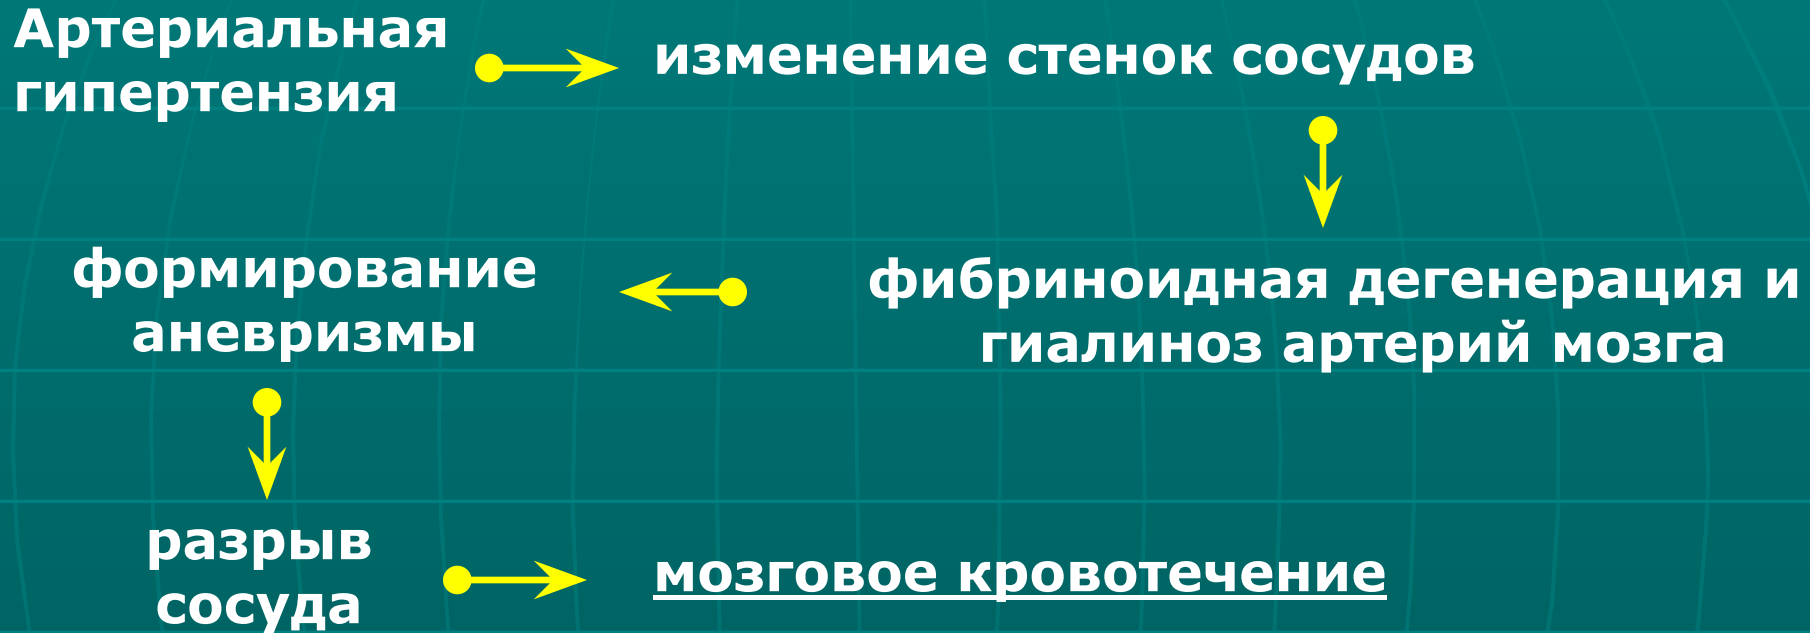 Артериальная
гипертензия
изменение стенок сосудов
фибриноидная дегенерация и
гиалиноз артерий мозга
формирование
аневризмы
разрыв
сосуда
мозговое кровотечение